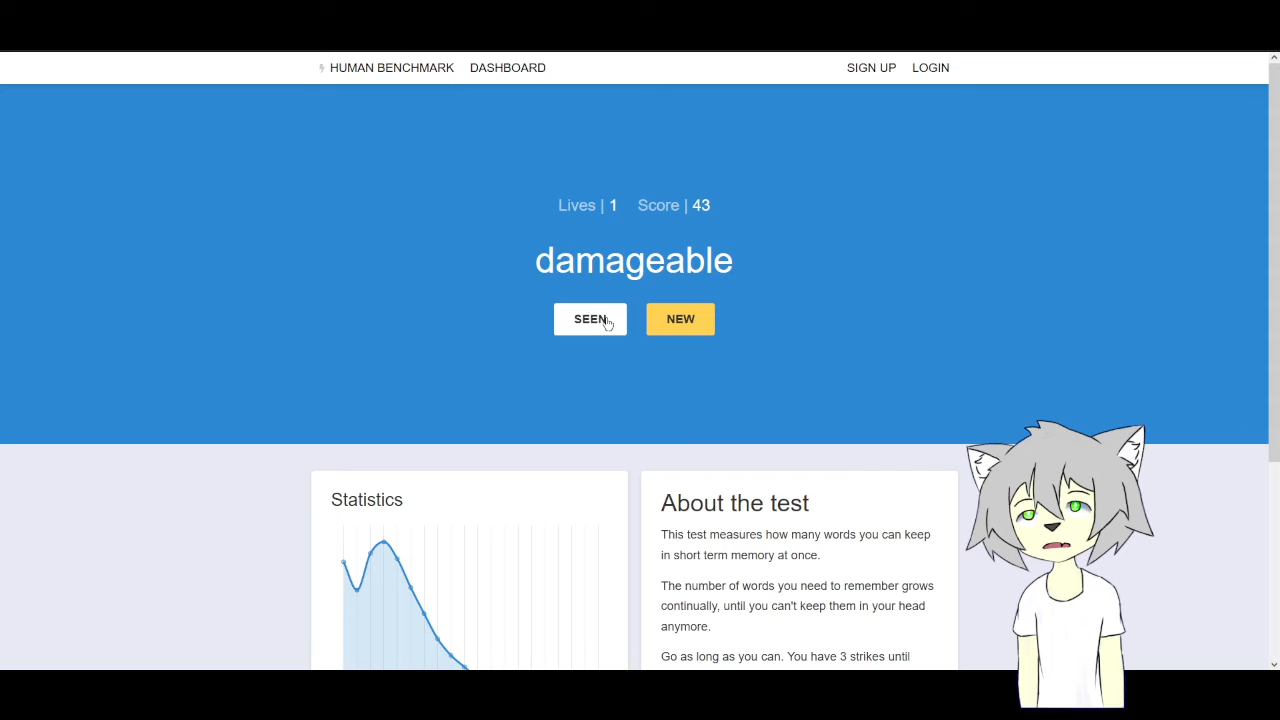 HUMAN BENCHMARK DASHBOARD SIGN UP LOGIN
Lives | 1 Score | 43
damageable
SEEN NEW
Statistics
About the test
This test measures how many words you can keep
in short term memory at once.
The number of words you need to remember grows
continually, until you can't keep them in your head
anymore.
Go as long as you can. You have 3 strikes until